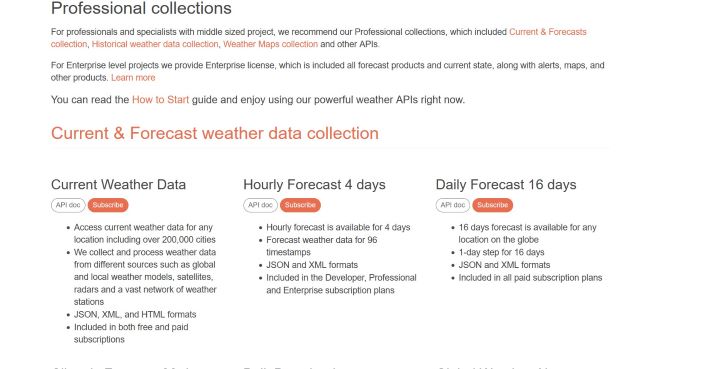 Professional collections
For professionals and specialists with middle sized project, we recommend our Professional collections, which included Current & Forecasts
collection, Historical weather data collection, Weather Maps collection and other APIs.
For Enterprise level projects we provide Enterprise license, which is included all forecast products and current state, along with alerts, maps, and
other products. Learn more
You can read the How to Start guide and enjoy using our powerful weather APIs right now.
Current & Forecast weather data collection
Current Weather Data
API doc Subscribe
• Access current weather data for any
location including over 200,000 cities
• We collect and process weather data
from different sources such as global
and local weather models, satellites,
radars and a vast network of weather
stations
• JSON, XML, and HTML formats
• Included in both free and paid
subscriptions
Hourly Forecast 4 days
API doc Subscribe
• Hourly forecast is available for 4 days
• Forecast weather data for 96
timestamps
• JSON and XML formats
• Included in the Developer, Professional
and Enterprise subscription plans
Daily Forecast 16 days
API doc Subscribe
• 16 days forecast is available for any
location on the globe
• 1-day step for 16 days
• JSON and XML formats
• Included in all paid subscription plans